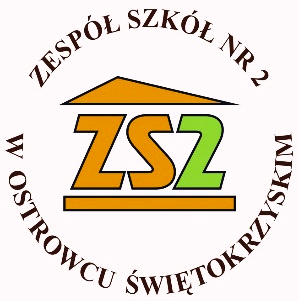 ZESPÓŁ SZKÓŁ NR 2
ZS2
W OSTROWCU ŚWIĘTOKRZYSKIM